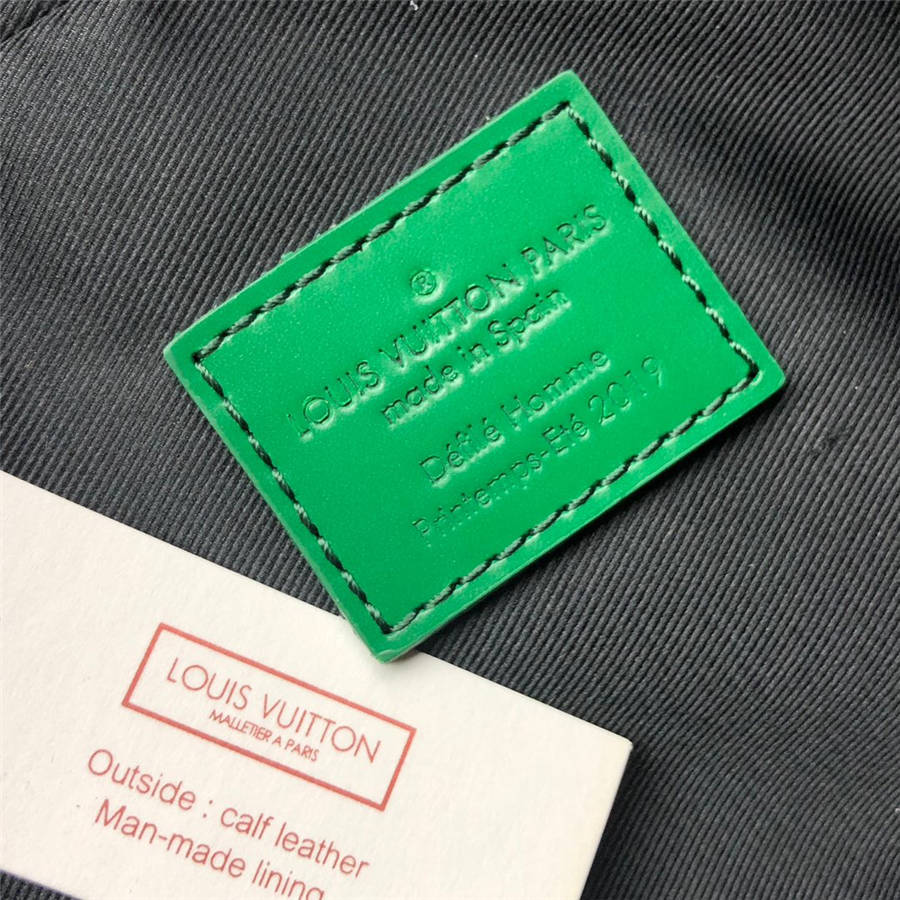 ®
LOUIS VUITTON PARIS
made in Spain
Défilé Homme
Printemps-Eté 2019
LOUIS VUITTON
MALLETIER A PARIS
Outside : calf leather
Man-made lining